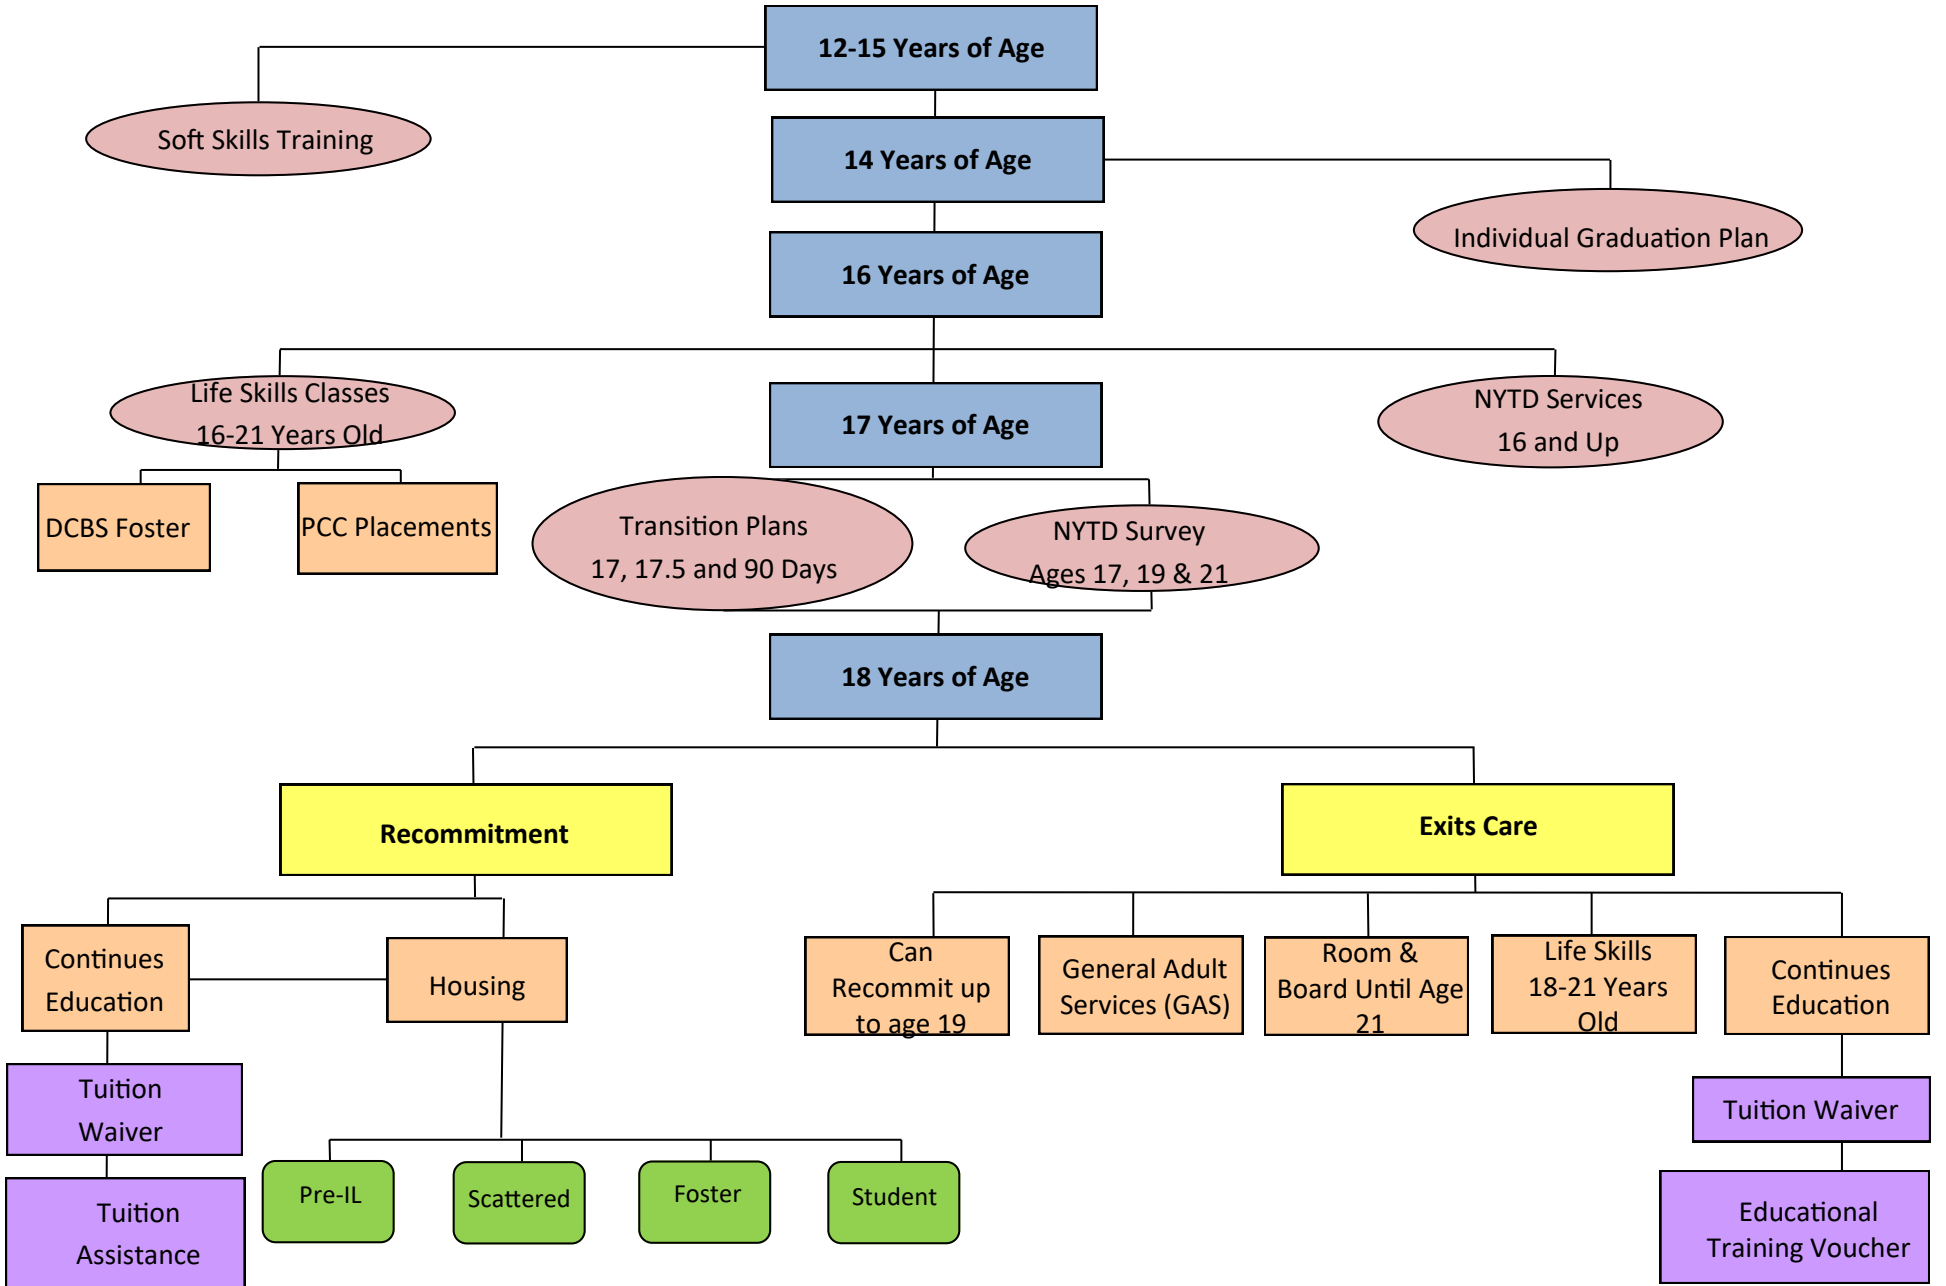 12-15 Years of Age
Soft Skills Training
14 Years of Age
Individual Graduation Plan
16 Years of Age
Life Skills Classes
16-21 Years Old
17 Years of Age
NYTD Services
16 and Up
DCBS Foster
PCC Placements
Transition Plans
17, 17.5 and 90 Days
NYTD Survey
Ages 17, 19 & 21
18 Years of Age
Recommitment
Exits Care
Continues
Education
Housing
Can
Recommit up
to age 19
General Adult
Services (GAS)
Room &
Board Until Age
21
Life Skills
18-21 Years
Old
Continues
Education
Tuition
Waiver
Tuition Waiver
Tuition
Assistance
Pre-IL
Scattered
Foster
Student
Educational
Training Voucher